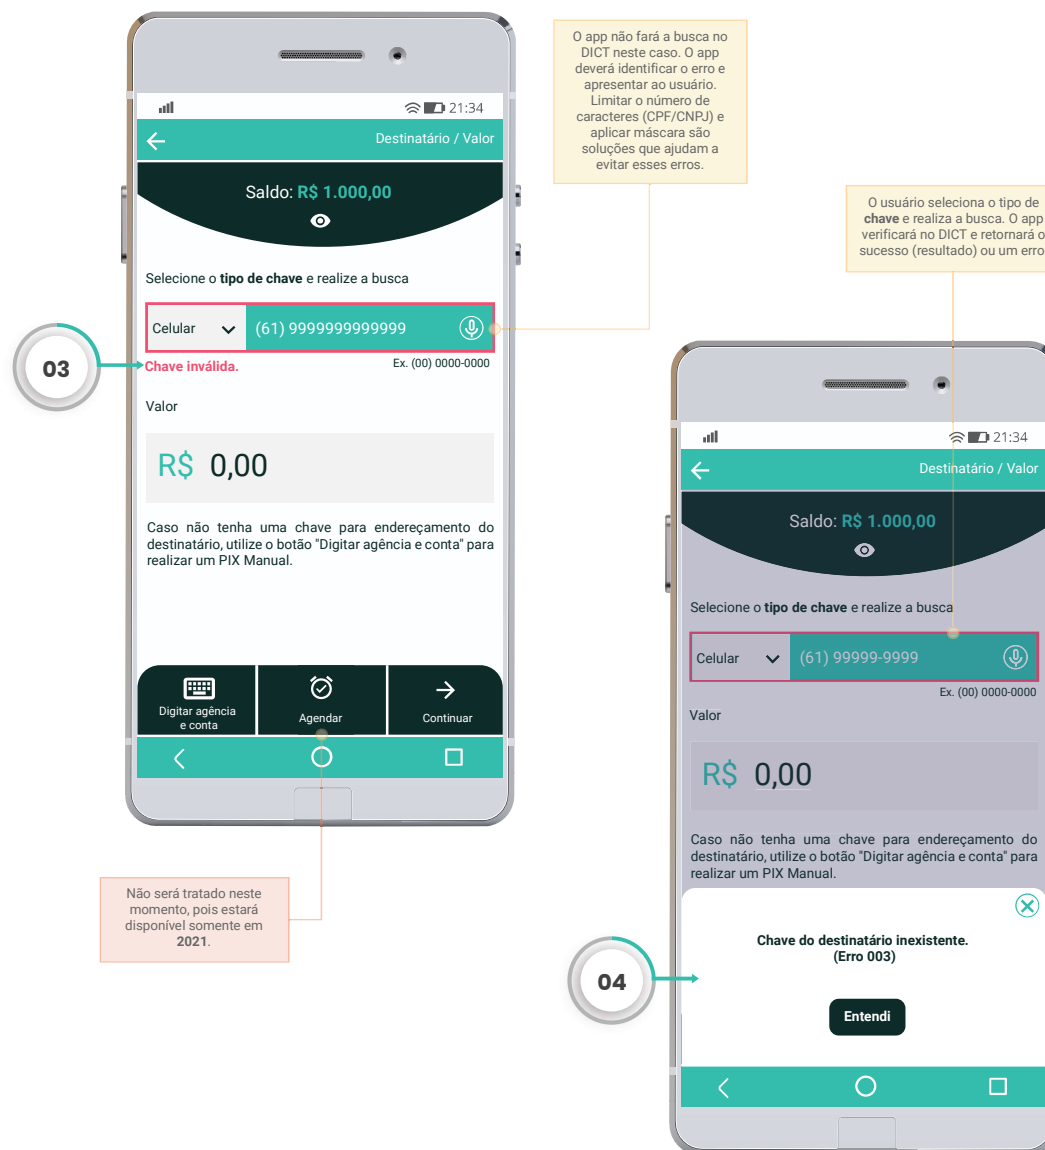 O app não fará a busca no
DICT neste caso. O app
deverá identificar o erro e
apresentar ao usuário.
Limitar o número de
caracteres (CPF/CNPJ) e
aplicar máscara são
soluções que ajudam a
evitar esses erros.
21:34
Destinatário / Valor
Saldo: R$ 1.000,00
Selecione o tipo de chave e realize a busca
Celular
(61) 9999999999999
03
Chave inválida.
Ex. (00) 0000-0000
Valor
R$ 0,00
Caso não tenha uma chave para endereçamento do
destinatário, utilize o botão "Digitar agência e conta" para
realizar um PIX Manual.
Digitar agência
e conta
Agendar
Continuar
Não será tratado neste
momento, pois estará
disponível somente em
2021.
O usuário seleciona o tipo de
chave e realiza a busca. O app
verificará no DICT e retornará o
sucesso (resultado) ou um erro
21:34
Destinatário / Valor
Saldo: R$ 1.000,00
Selecione o tipo de chave e realize a busca
Celular
(61) 99999-9999
Ex. (00) 0000-0000
Valor
R$ 0,00
Caso não tenha uma chave para endereçamento do
destinatário, utilize o botão "Digitar agência e conta" para
realizar um PIX Manual.
04
Chave do destinatário inexistente.
(Erro 003)
Entendi